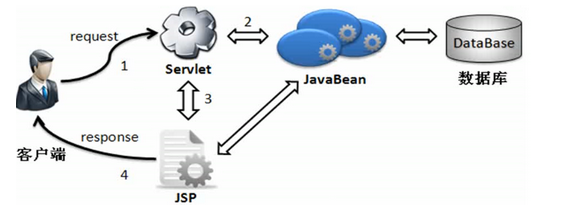 request
1
Servlet
2
JavaBean
DataBase
数据库
3
客户端
response
4
JSP